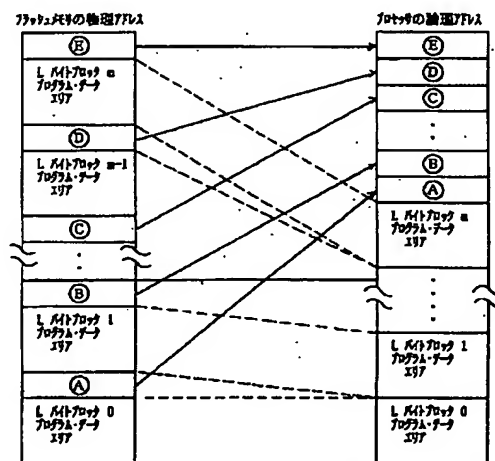 フラッシュメモリの物理アドレス
Ⓔ
L バイトブロック m
プログラム・データ
エリア
Ⓓ
L バイトブロック m-1
プログラム・データ
エリア
Ⓒ
Ⓑ
L バイトブロック 1
プログラム・データ
エリア
Ⓐ
L バイトブロック 0
プログラム・データ
エリア
プロセッサの論理アドレス
Ⓔ
Ⓓ
Ⓒ
Ⓑ
Ⓐ
L バイトブロック m
プログラム・データ
エリア
L バイトブロック 1
プログラム・データ
エリア
L バイトブロック 0
プログラム・データ
エリア